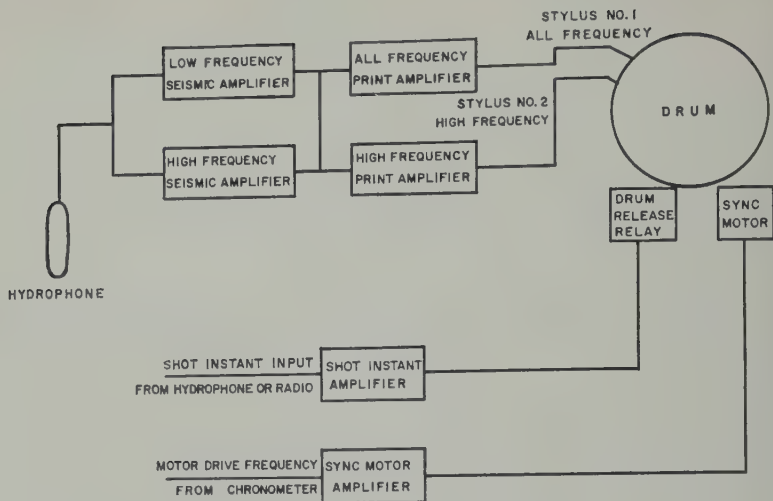 STYLUS NO. 1
ALL FREQUENCY
LOW FREQUENCY
SEISMIC AMPLIFIER
ALL FREQUENCY
PRINT AMPLIFIER
STYLUS NO. 2
HIGH FREQUENCY
DRUM
HIGH FREQUENCY
SEISMIC AMPLIFIER
HIGH FREQUENCY
PRINT AMPLIFIER
DRUM
RELEASE
RELAY
SYNC
MOTOR
HYDROPHONE
SHOT INSTANT INPUT
FROM HYDROPHONE OR RADIO
SHOT INSTANT
AMPLIFIER
MOTOR DRIVE FREQUENCY
FROM CHRONOMETER
SYNC MOTOR
AMPLIFIER